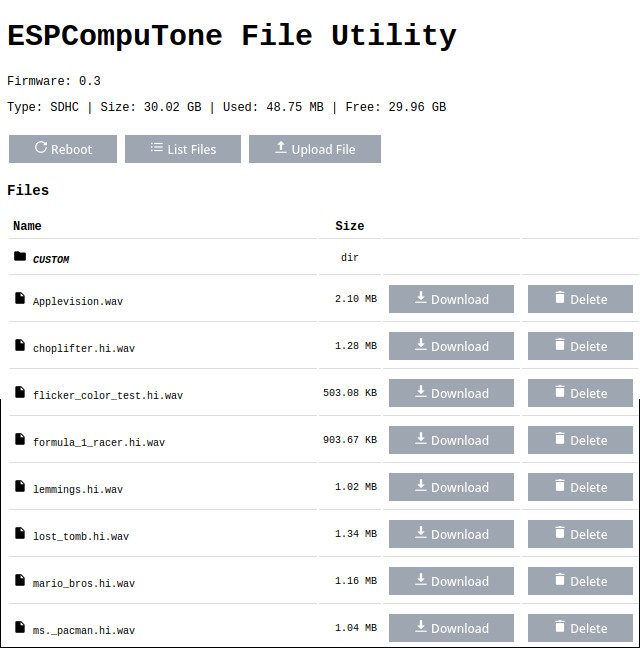 ESPCompuTone File Utility
Firmware: 0.3
Type: SDHC | Size: 30.02 GB | Used: 48.75 MB | Free: 29.96 GB
Reboot List Files Upload File
Files
Name Size
CUSTOM dir
Applevision.wav 2.10 MB Download Delete
choplifter.hi.wav 1.28 MB Download Delete
flicker_color_test.hi.wav 503.08 KB Download Delete
formula_1_racer.hi.wav 903.67 KB Download Delete
lemmings.hi.wav 1.02 MB Download Delete
lost_tomb.hi.wav 1.34 MB Download Delete
mario_bros.hi.wav 1.16 MB Download Delete
ms._pacman.hi.wav 1.04 MB Download Delete